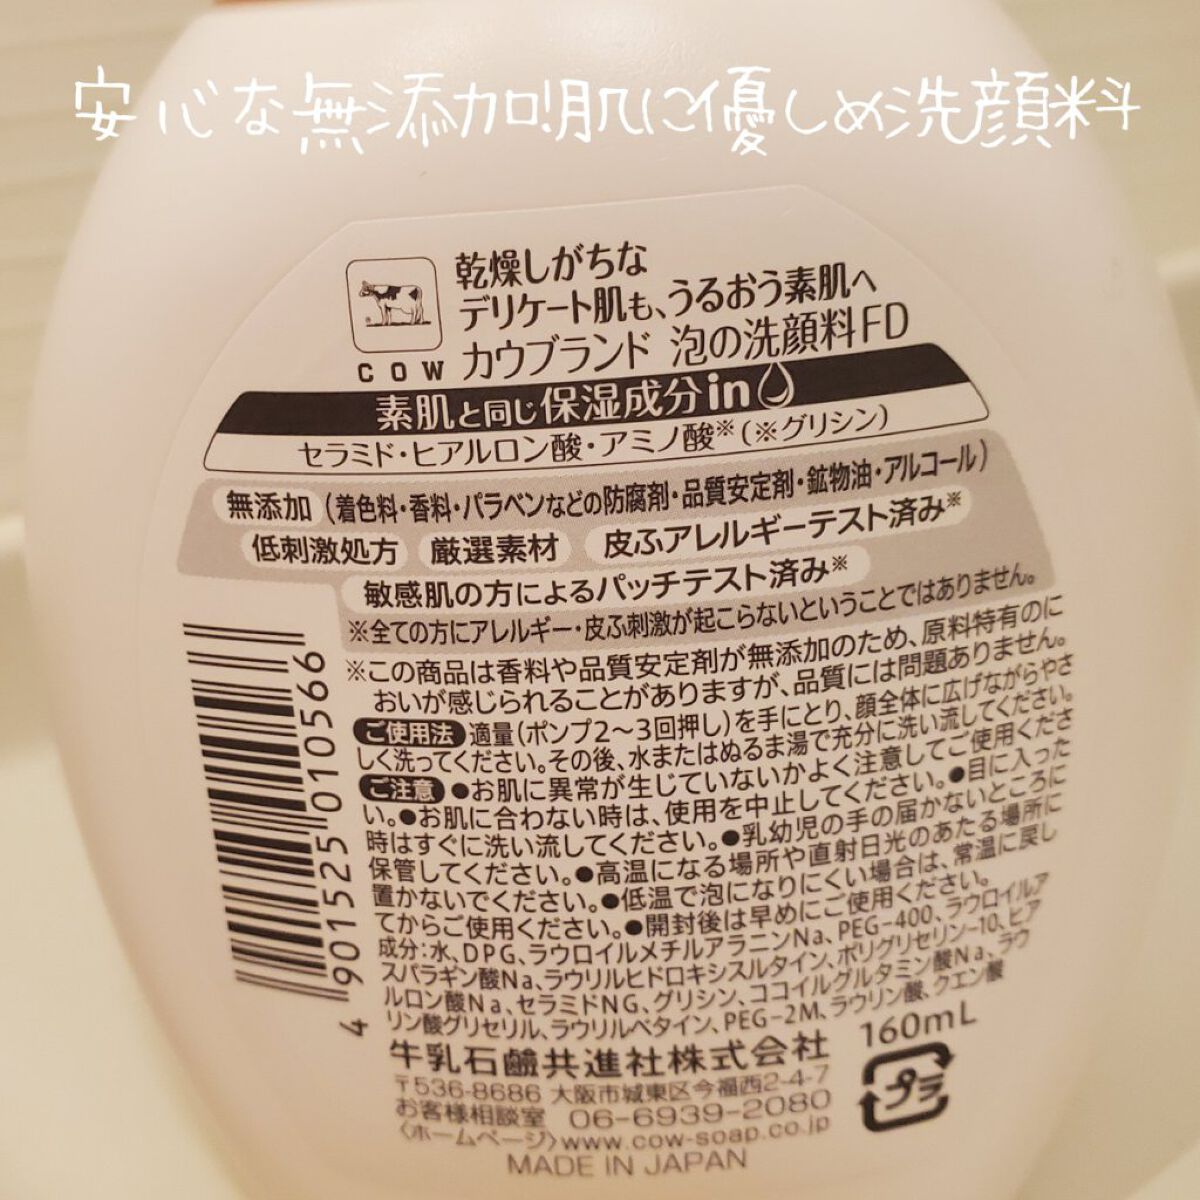 安心な無添加!肌に優しめ洗顔料
乾燥しがちな
デリケート肌も、うるおう素肌へ
COW カウブランド 泡の洗顔料FD
素肌と同じ保湿成分in
セラミド・ヒアルロン酸・アミノ酸※(※グリシン)
無添加(着色料・香料・パラベンなどの防腐剤・品質安定剤・鉱物油・アルコール)
低刺激処方 厳選素材 皮ふアレルギーテスト済み※
敏感肌の方によるパッチテスト済み※
※全ての方にアレルギー・皮ふ刺激が起こらないということではありません。
※この商品は香料や品質安定剤が無添加のため、原料特有のに
おいが感じられることがありますが、品質には問題ありません。
ご使用法 適量(ポンプ2〜3回押し)を手にとり、顔全体に広げながらやさ
しく洗ってください。その後、水またはぬるま湯で充分に洗い流してください。
ご注意 ●お肌に異常が生じていないかよく注意してご使用くださ
い。●お肌に合わない時は、使用を中止してください。●目に入った
時はすぐに洗い流してください。●乳幼児の手の届かないところに
保管してください。●高温になる場所や直射日光のあたる場所に
置かないでください。●低温で泡になりにくい場合は、常温に戻し
てからご使用ください。●開封後は早めにご使用ください。
成分:水、DPG、ラウロイルメチルアラニンNa、PEG-400、ラウロイルア
スパラギン酸Na、ラウリルヒドロキシスルタイン、ポリグリセリン-10、ヒア
ルロン酸Na、セラミドNG、グリシン、ココイルグルタミン酸Na、ラウ
リン酸グリセリル、ラウリルベタイン、PEG-2M、ラウリン酸、クエン酸
160mL
牛乳石鹸共進社株式会社
〒536-8686 大阪市城東区今福西2-4-7
お客様相談室 06-6939-2080
〈ホームページ〉www.cow-soap.co.jp
MADE IN JAPAN
プラ
4 901525 010566